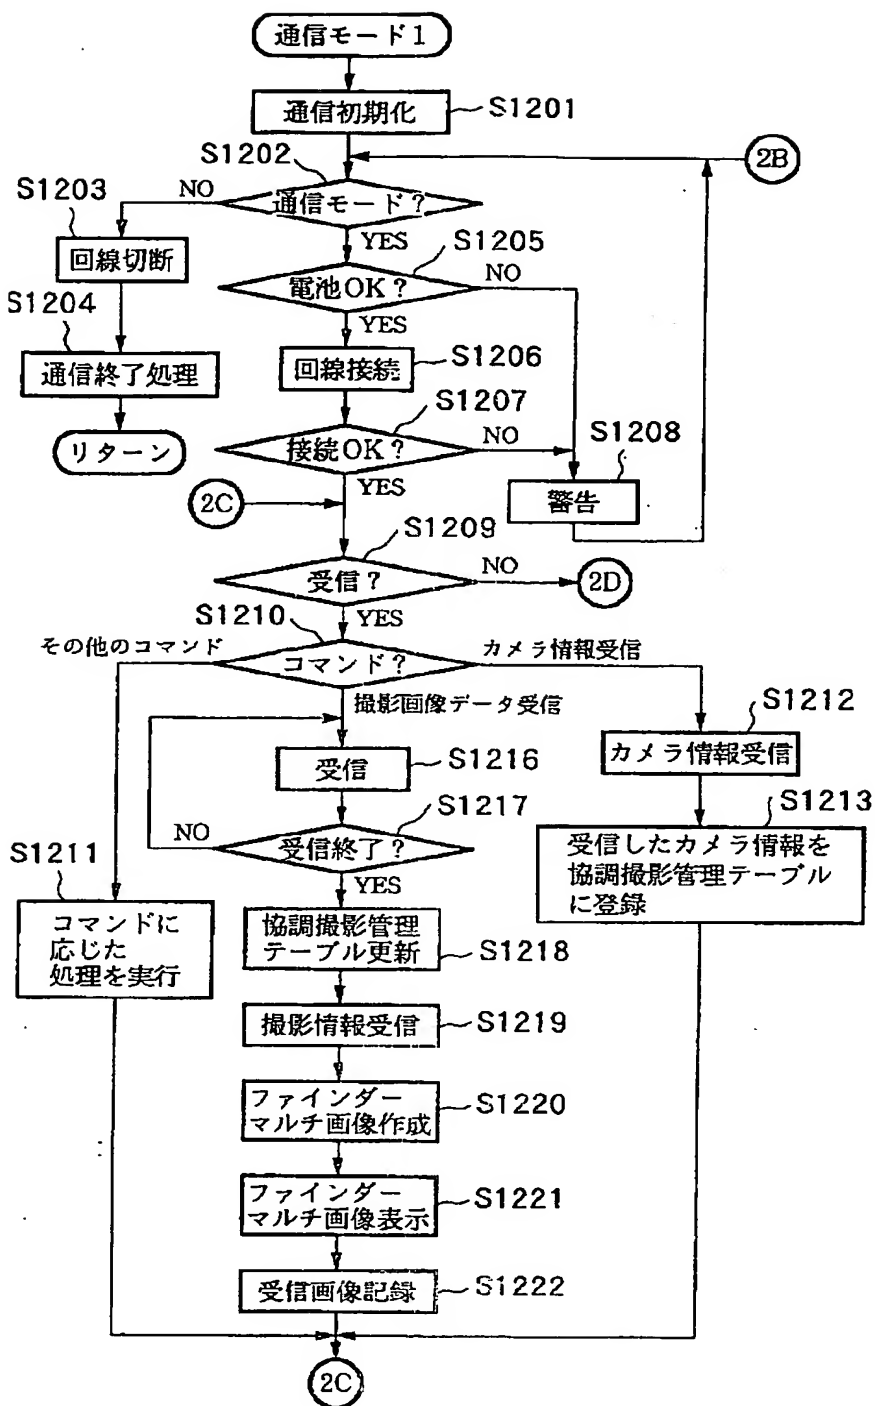 通信モード1
通信初期化
S1201
2B
S1202
通信モード?
NO
YES
S1203
回線切断
S1204
通信終了処理
リターン
S1205
電池OK?
NO
YES
回線接続
S1206
S1207
接続OK?
NO
YES
S1208
警告
2C
S1209
受信?
NO
2D
YES
S1210
コマンド?
その他のコマンド
カメラ情報受信
撮影画像データ受信
S1212
カメラ情報受信
S1213
受信したカメラ情報を
協調撮影管理テーブル
に登録
受信
S1216
S1217
受信終了?
NO
YES
S1211
コマンドに
応じた
処理を実行
協調撮影管理
テーブル更新
S1218
撮影情報受信
S1219
ファインダー
マルチ画像作成
S1220
ファインダー
マルチ画像表示
S1221
受信画像記録
S1222
2C